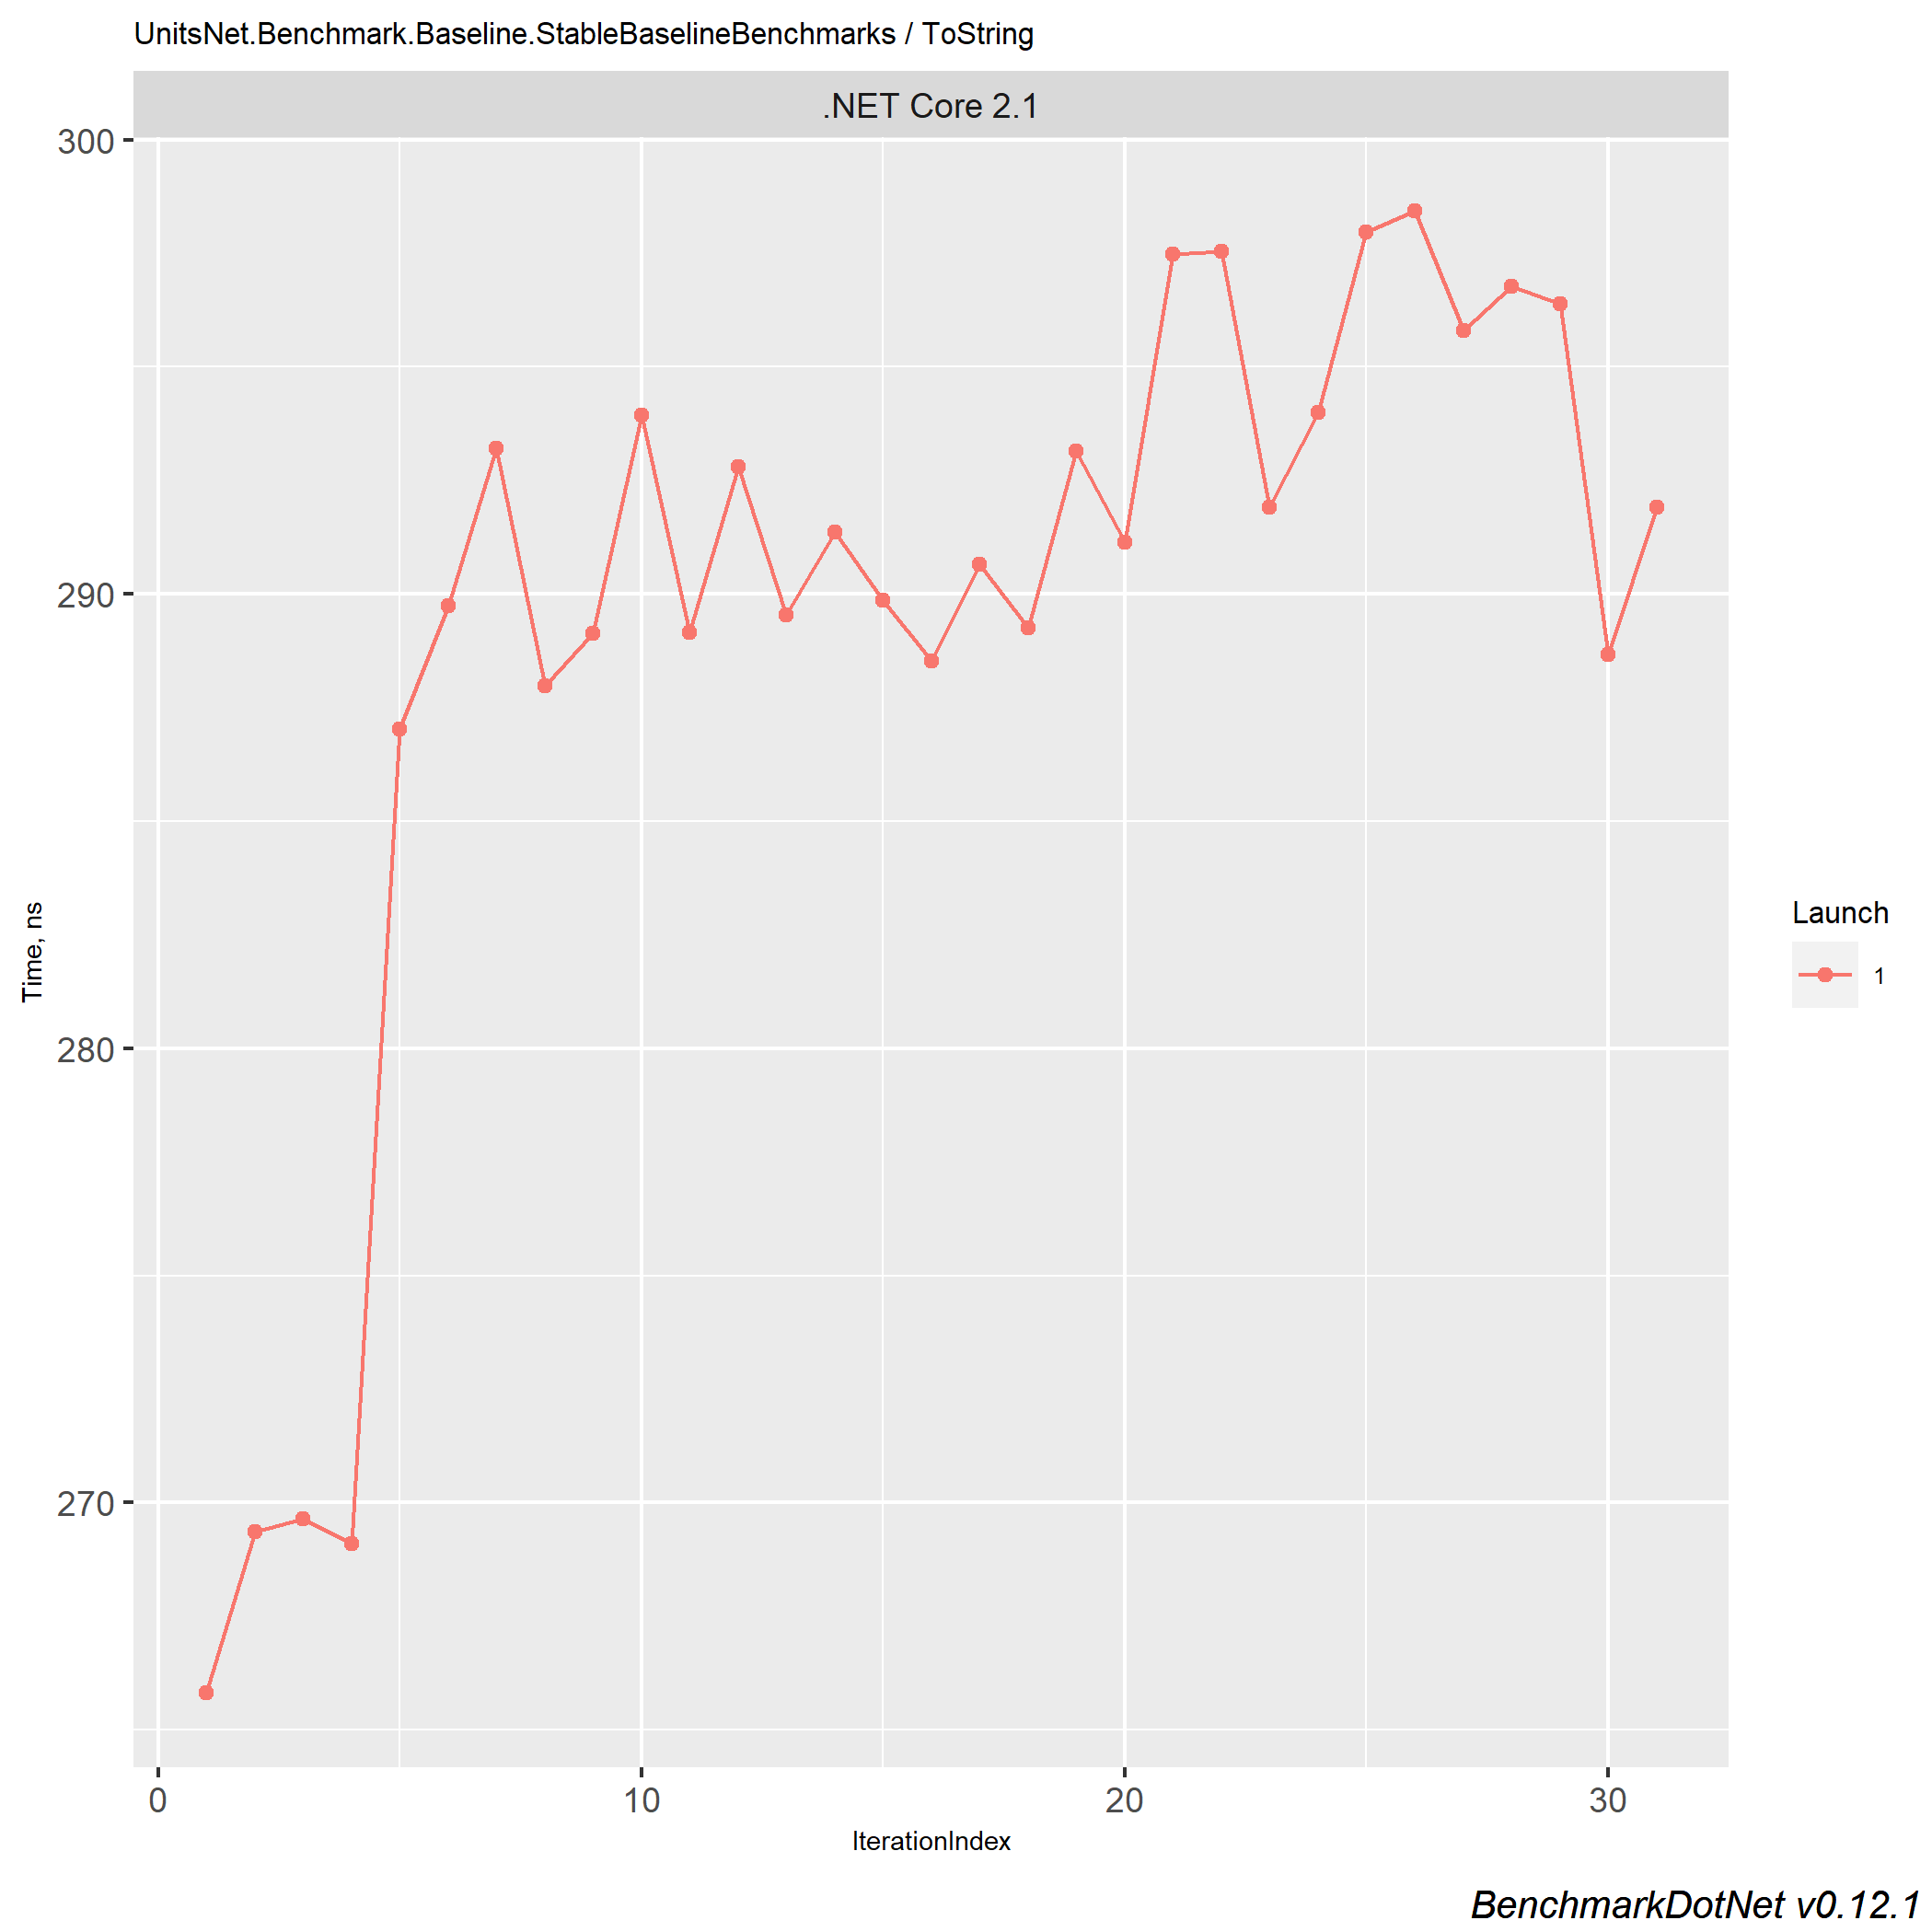 UnitsNet.Benchmark.Baseline.StableBaselineBenchmarks / ToString
.NET Core 2.1
300
290
280
270
Time, ns
0 10 20 30
IterationIndex
Launch
1
BenchmarkDotNet v0.12.1